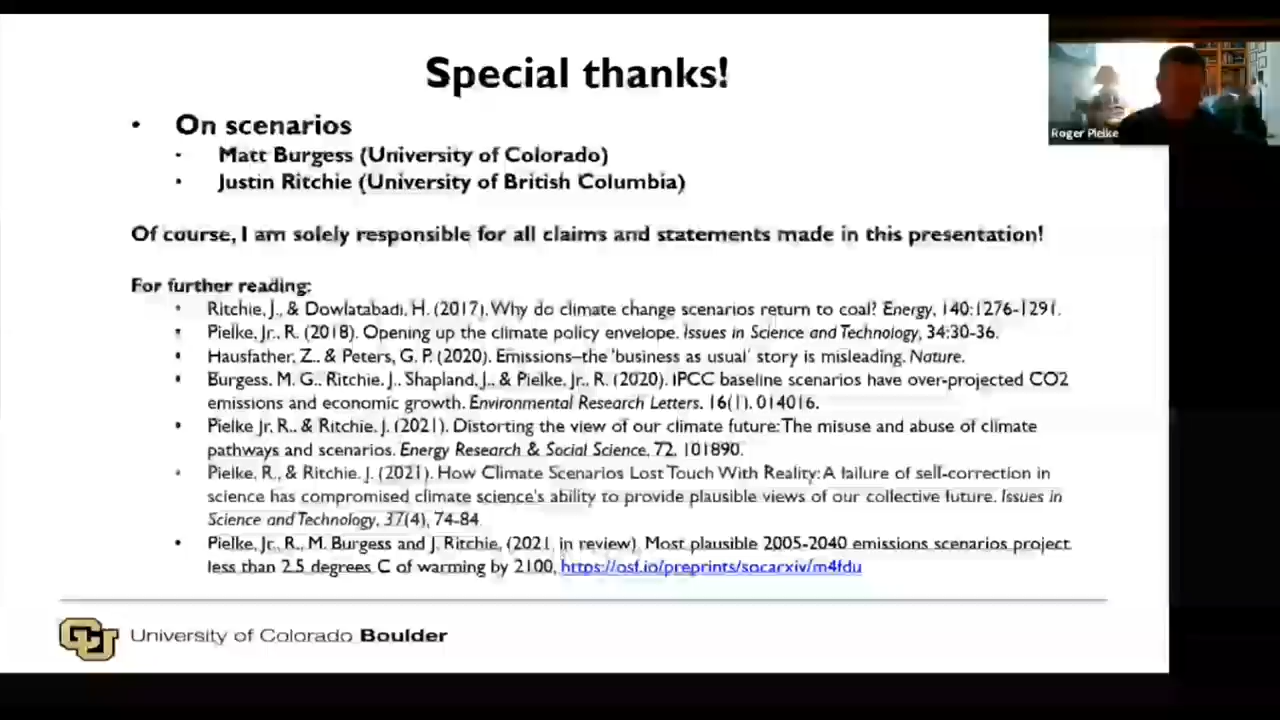 Special thanks!
Roger Pielke
• On scenarios
• Matt Burgess (University of Colorado)
• Justin Ritchie (University of British Columbia)
Of course, I am solely responsible for all claims and statements made in this presentation!
For further reading:
• Ritchie, J., & Dowlatabadi, H. (2017). Why do climate change scenarios return to coal? Energy, 140:1276-1291.
• Pielke, Jr., R. (2018). Opening up the climate policy envelope. Issues in Science and Technology, 34:30-36.
• Hausfather, Z., & Peters, G. P. (2020). Emissions–the 'business as usual' story is misleading. Nature.
• Burgess, M. G., Ritchie, J., Shapland, J., & Pielke, Jr., R. (2020). IPCC baseline scenarios have over-projected CO2
emissions and economic growth. Environmental Research Letters, 16(1), 014016.
• Pielke Jr, R., & Ritchie, J. (2021). Distorting the view of our climate future: The misuse and abuse of climate
pathways and scenarios. Energy Research & Social Science, 72, 101890.
• Pielke, R., & Ritchie, J. (2021). How Climate Scenarios Lost Touch With Reality: A failure of self-correction in
science has compromised climate science's ability to provide plausible views of our collective future. Issues in
Science and Technology, 37(4), 74-84.
• Pielke, Jr., R., M. Burgess and J. Ritchie, (2021, in review). Most plausible 2005-2040 emissions scenarios project
less than 2.5 degrees C of warming by 2100, https://osf.io/preprints/socarxiv/m4fdu
CU University of Colorado Boulder